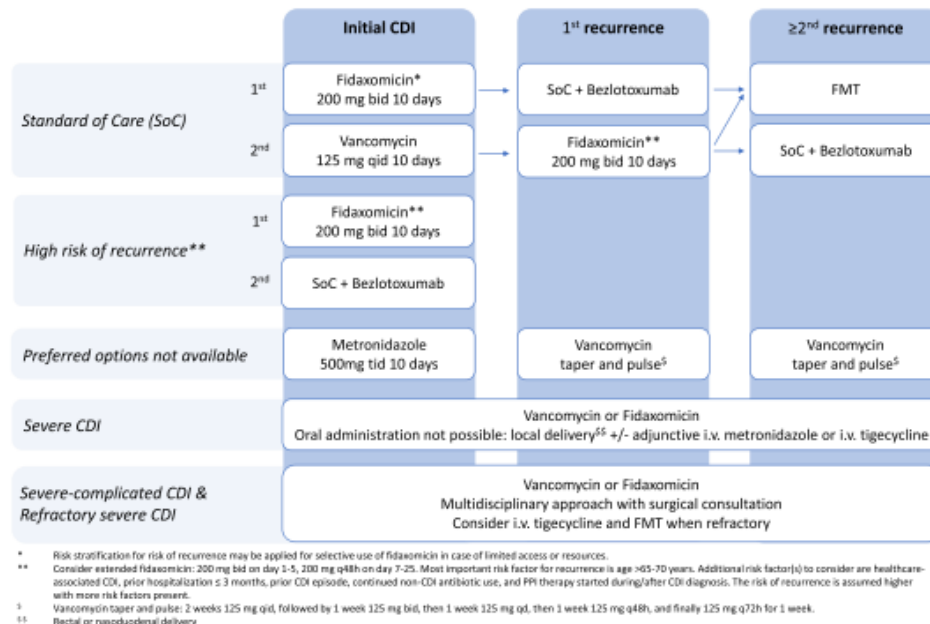 Initial CDI
1st recurrence
≥2nd recurrence
Standard of Care (SoC)
1st
Fidaxomicin*
200 mg bid 10 days
SoC + Bezlotoxumab
FMT
2nd
Vancomycin
125 mg qid 10 days
Fidaxomicin**
200 mg bid 10 days
SoC + Bezlotoxumab
High risk of recurrence**
1st
Fidaxomicin**
200 mg bid 10 days
2nd
SoC + Bezlotoxumab
Preferred options not available
Metronidazole
500mg tid 10 days
Vancomycin
taper and pulse$
Vancomycin
taper and pulse$
Severe CDI
Vancomycin or Fidaxomicin
Oral administration not possible: local delivery$$ +/- adjunctive i.v. metronidazole or i.v. tigecycline
Severe-complicated CDI &
Refractory severe CDI
Vancomycin or Fidaxomicin
Multidisciplinary approach with surgical consultation
Consider i.v. tigecycline and FMT when refractory
* Risk stratification for risk of recurrence may be applied for selective use of fidaxomicin in case of limited access or resources.
** Consider extended fidaxomicin: 200 mg bid on day 1-5, 200 mg q48h on day 7-25. Most important risk factor for recurrence is age >65-70 years. Additional risk factor(s) to consider are healthcare-
associated CDI, prior hospitalization ≤ 3 months, prior CDI episode, continued non-CDI antibiotic use, and PPI therapy started during/after CDI diagnosis. The risk of recurrence is assumed higher
with more risk factors present.
$ Vancomycin taper and pulse: 2 weeks 125 mg qid, followed by 1 week 125 mg bid, then 1 week 125 mg qd, then 1 week 125 mg q48h, and finally 125 mg q72h for 1 week.
$$ Rectal or nasoduodenal delivery